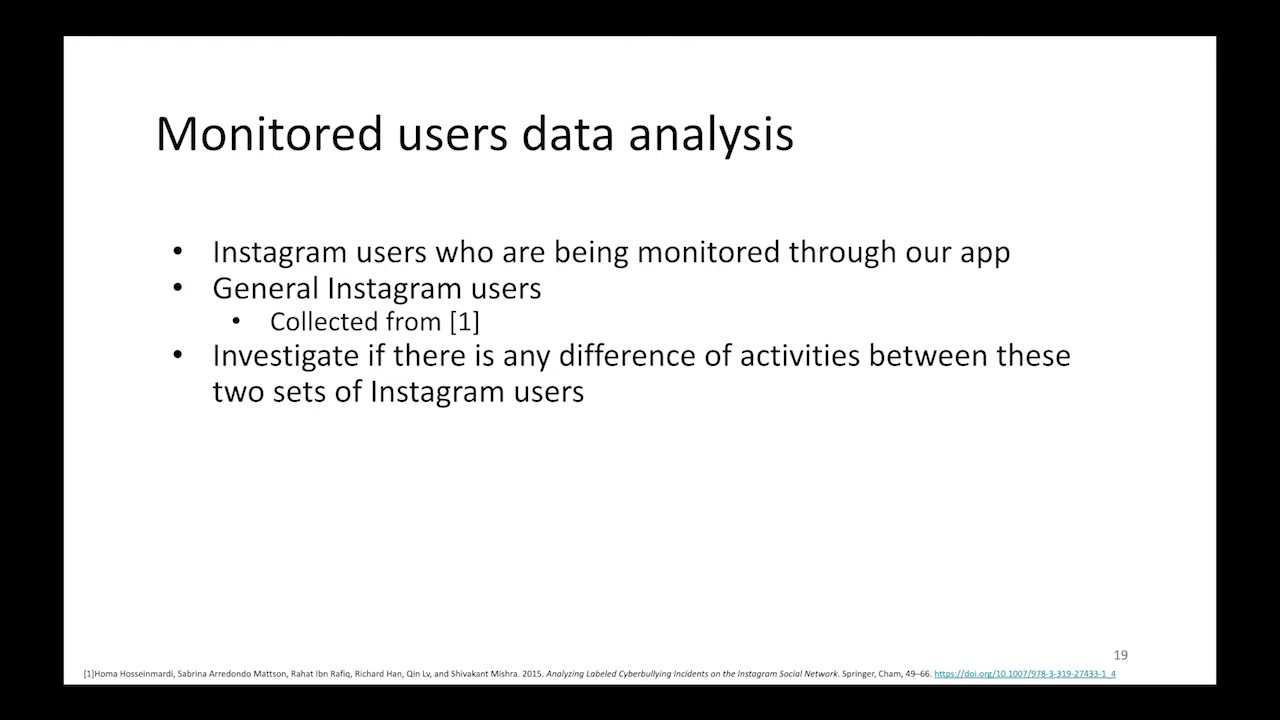 Monitored users data analysis
• Instagram users who are being monitored through our app
• General Instagram users
• Collected from [1]
• Investigate if there is any difference of activities between these
two sets of Instagram users
19
[1]Homa Hosseinmardi, Sabrina Arredondo Mattson, Rahat Ibn Rafiq, Richard Han, Qin Lv, and Shivakant Mishra. 2015. Analyzing Labeled Cyberbullying Incidents on the Instagram Social Network. Springer, Cham, 49–66. https://doi.org/10.1007/978-3-319-27433-1_4